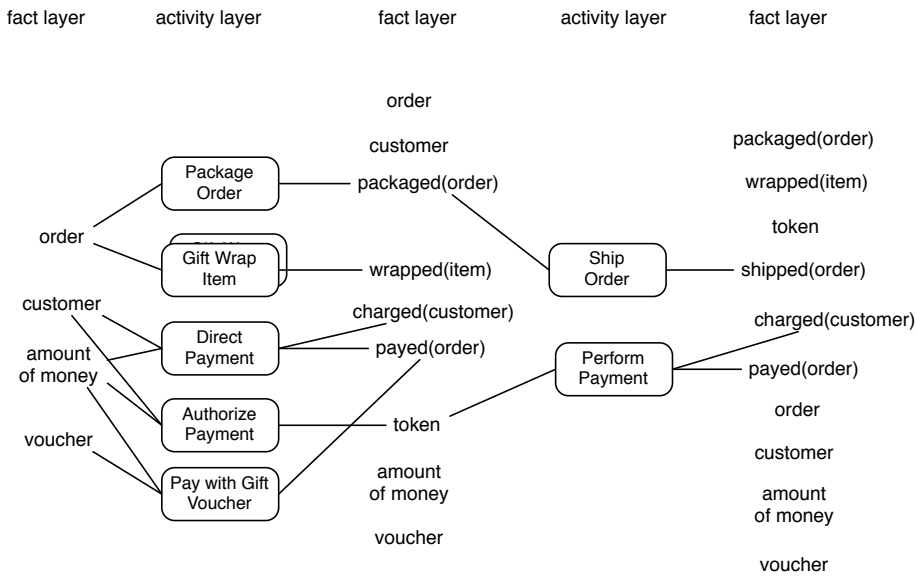 fact layer
activity layer
fact layer
activity layer
fact layer
order
customer
amount
of money
voucher
Package
Order
Gift Wrap
Item
Direct
Payment
Authorize
Payment
Pay with Gift
Voucher
order
customer
packaged(order)
wrapped(item)
charged(customer)
payed(order)
token
amount
of money
voucher
Ship
Order
Perform
Payment
packaged(order)
wrapped(item)
token
shipped(order)
charged(customer)
payed(order)
order
customer
amount
of money
voucher